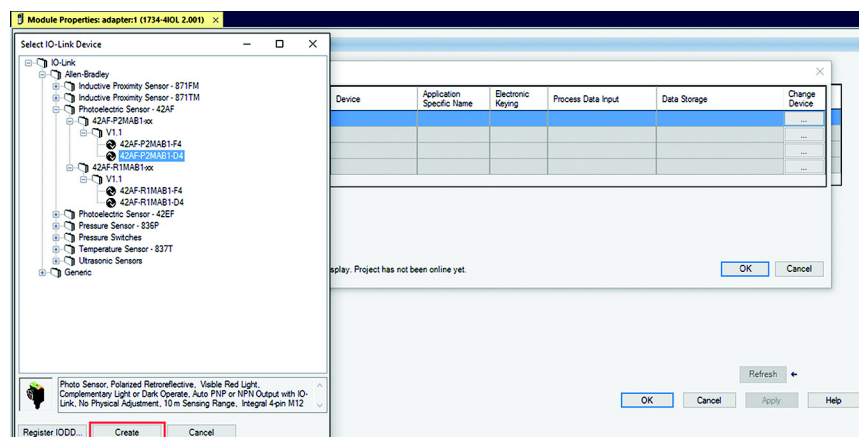 Module Properties: adapter:1 (1734-4IOL 2.001) ×
Select IO-Link Device
IO-Link
Allen-Bradley
Inductive Proximity Sensor - 871FM
Inductive Proximity Sensor - 871TM
Photoelectric Sensor - 42AF
42AF-P2MAB1-xx
V1.1
42AF-P2MAB1-F4
42AF-P2MAB1-D4
42AF-R1MAB1-xx
V1.1
42AF-R1MAB1-F4
42AF-R1MAB1-D4
Photoelectric Sensor - 42EF
Pressure Sensor - 836P
Pressure Switches
Temperature Sensor - 837T
Ultrasonic Sensors
Generic
Photo Sensor, Polarized Retroreflective, Visible Red Light,
Complementary Light or Dark Operate, Auto PNP or NPN Output with IO-
Link, No Physical Adjustment, 10 m Sensing Range, Integral 4-pin M12
Register IODD... Create Cancel
Device
Application
Specific Name
Electronic
Keying
Process Data Input
Data Storage
Change
Device
...
...
...
...
splay. Project has not been online yet.
OK Cancel
Refresh
OK Cancel Apply Help